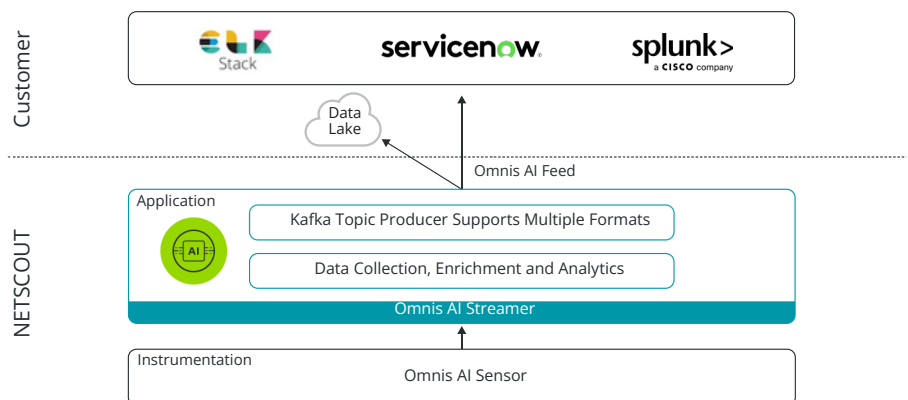 Customer
ELK
Stack
servicenow.
splunk>
a CISCO company
Data
Lake
Omnis AI Feed
NETSCOUT
Application
AI
Kafka Topic Producer Supports Multiple Formats
Data Collection, Enrichment and Analytics
Omnis AI Streamer
Instrumentation
Omnis AI Sensor